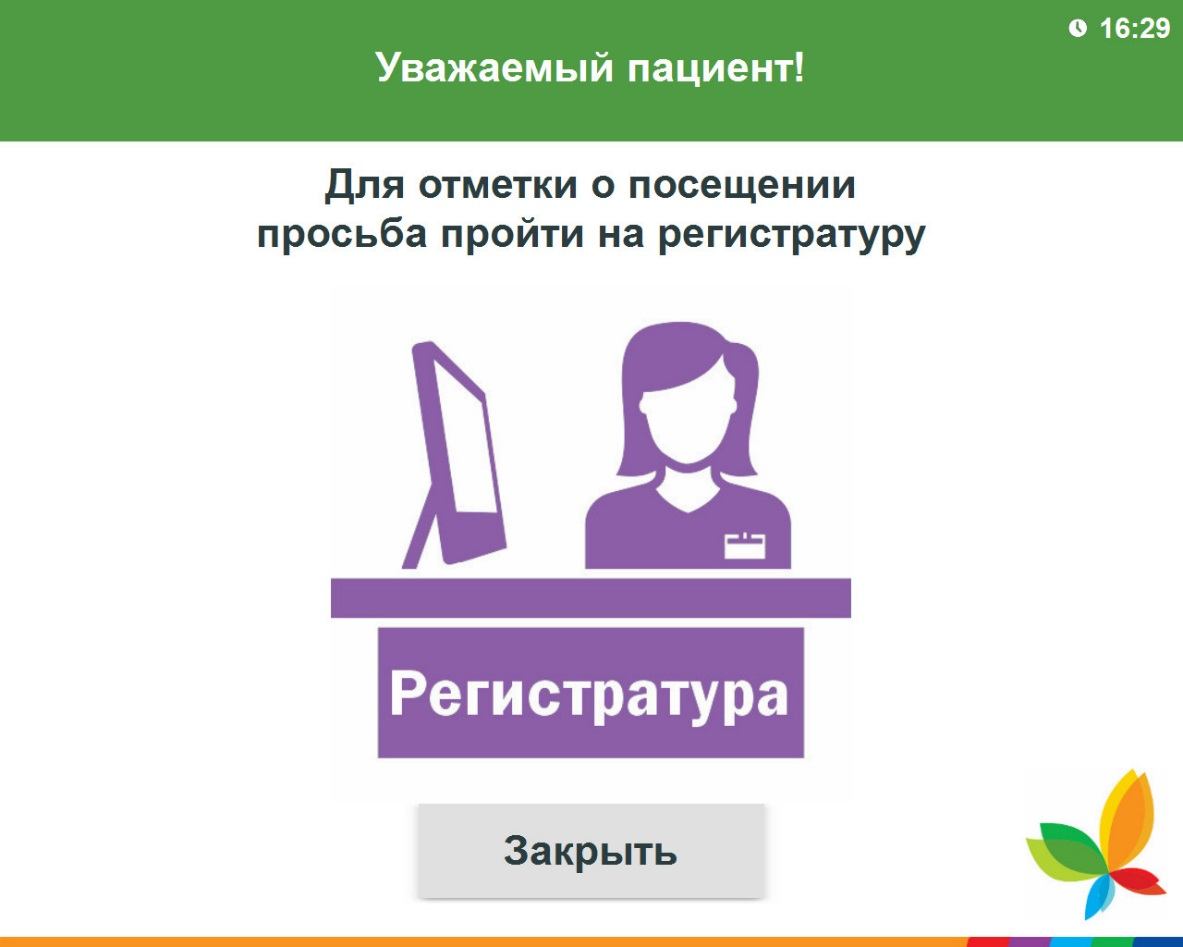 16:29
Уважаемый пациент!
Для отметки о посещении
просьба пройти на регистратуру
Регистратура
Закрыть